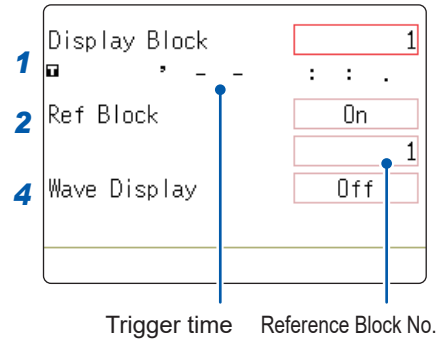 1 Display Block 1
T ' - - : : .
2 Ref Block On
1
4 Wave Display Off
Trigger time Reference Block No.